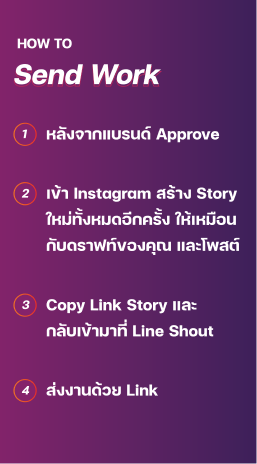 HOW TO
Send Work
1 หลังจากแบรนด์ Approve
2 เข้า Instagram สร้าง Story
ใหม่ทั้งหมดอีกครั้ง ให้เหมือน
กับดราฟท์ของคุณ และโพสต์
3 Copy Link Story และ
กลับเข้ามาที่ Line Shout
4 ส่งงานด้วย Link